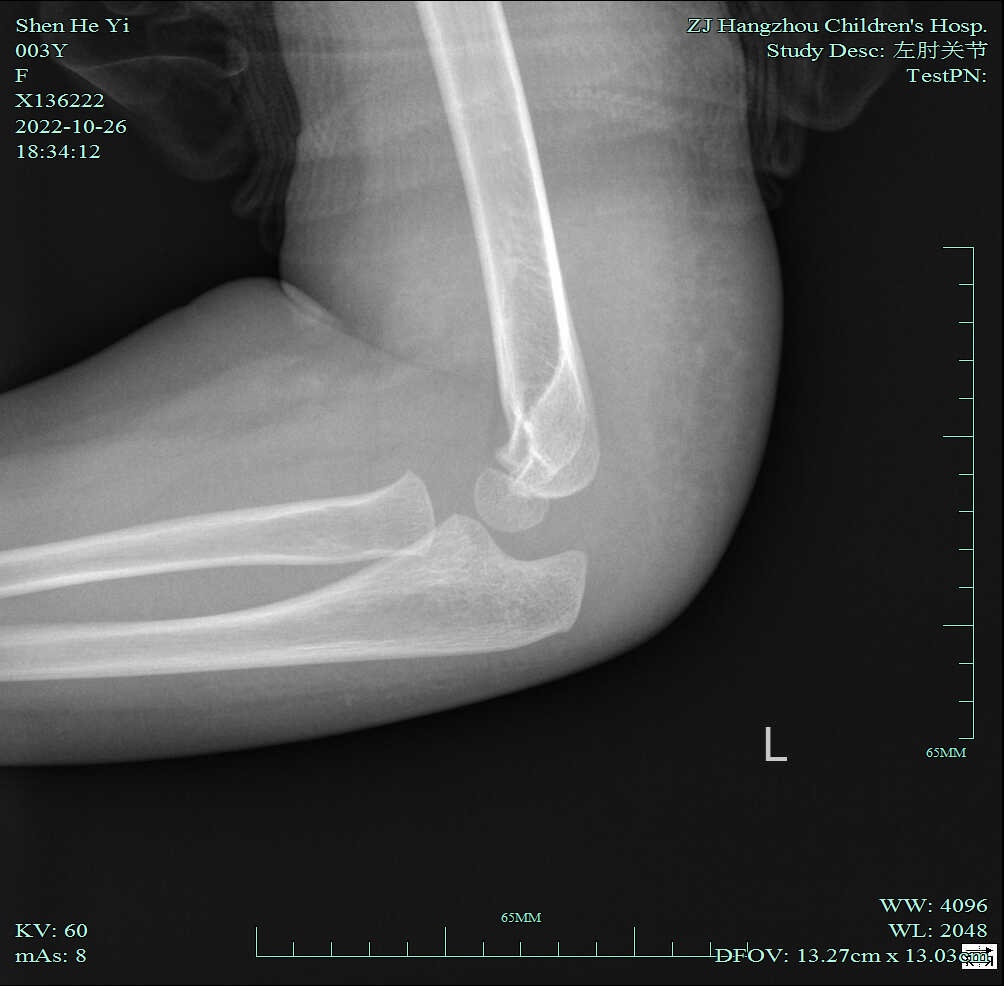 Shen He Yi
003Y
F
X136222
2022-10-26
18:34:12
ZJ Hangzhou Children's Hosp.
Study Desc: 左肘关节
TestPN:
65MM
L
65MM
KV: 60
mAs: 8
WW: 4096
WL: 2048
DFOV: 13.27cm x 13.03cm